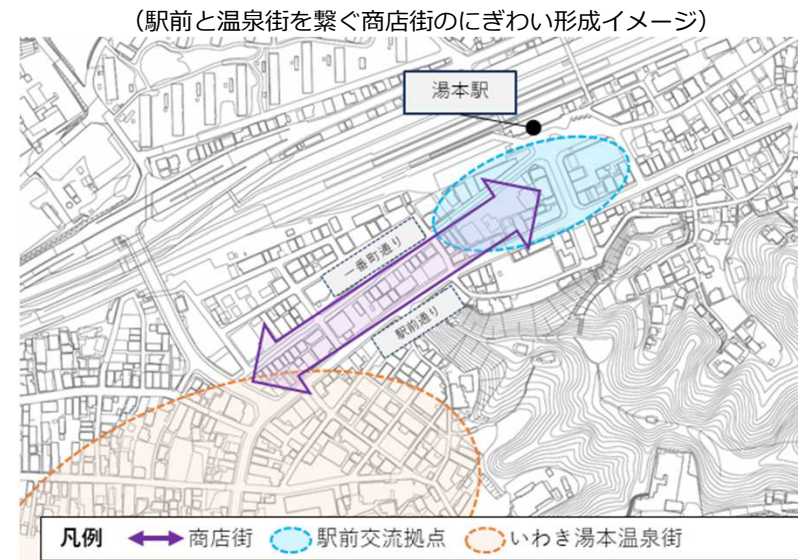 （駅前と温泉街を繋ぐ商店街のにぎわい形成イメージ）
湯本駅
一番町通り
駅前通り
凡例 商店街 駅前交流拠点 いわき湯本温泉街